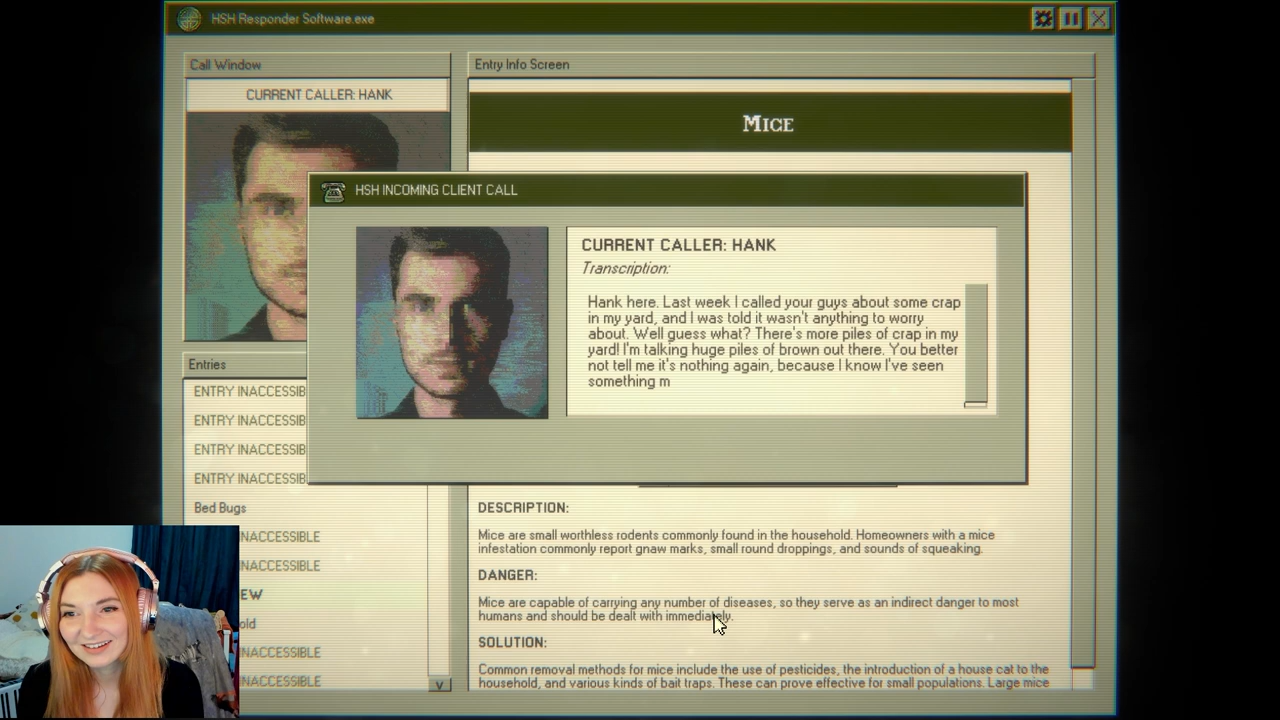 HSH Responder Software.exe
Call Window
CURRENT CALLER: HANK
Entry Info Screen
MICE
HSH INCOMING CLIENT CALL
CURRENT CALLER: HANK
Transcription:
Hank here. Last week I called your guys about some crap
in my yard, and I was told it wasn't anything to worry
about. Well guess what? There's more piles of crap in my
yard! I'm talking huge piles of brown out there. You better
not tell me it's nothing again, because I know I've seen
something m
Entries
ENTRY INACCESSIB
ENTRY INACCESSIB
ENTRY INACCESSIB
ENTRY INACCESSIB
Bed Bugs
NACCESSIBLE
NACCESSIBLE
EW
old
NACCESSIBLE
NACCESSIBLE
V
DESCRIPTION:
Mice are small worthless rodents commonly found in the household. Homeowners with a mice
infestation commonly report gnaw marks, small round droppings, and sounds of squeaking.
DANGER:
Mice are capable of carrying any number of diseases, so they serve as an indirect danger to most
humans and should be dealt with immediately.
SOLUTION:
Common removal methods for mice include the use of pesticides, the introduction of a house cat to the
household, and various kinds of bait traps. These can prove effective for small populations. Large mice